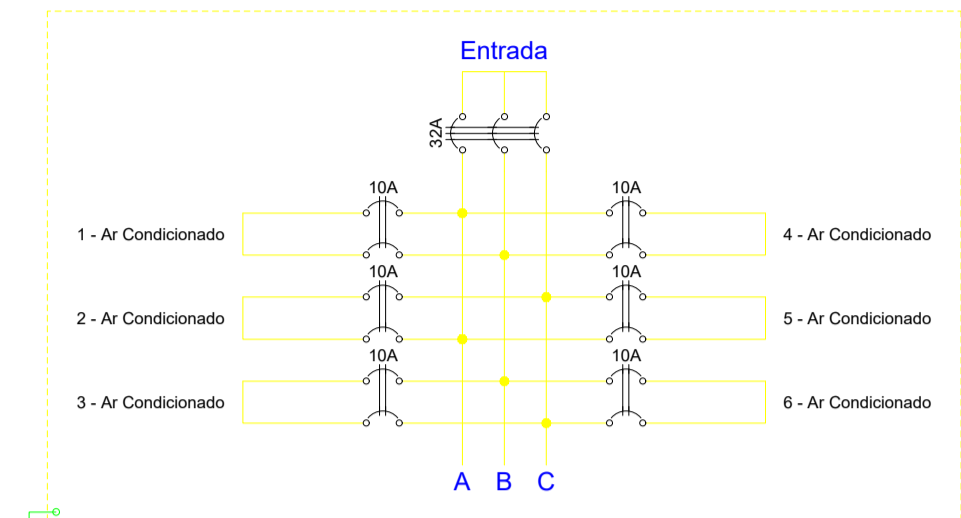 Entrada
32A
10A
10A
1 - Ar Condicionado
4 - Ar Condicionado
10A
10A
2 - Ar Condicionado
5 - Ar Condicionado
10A
10A
3 - Ar Condicionado
6 - Ar Condicionado
A B C